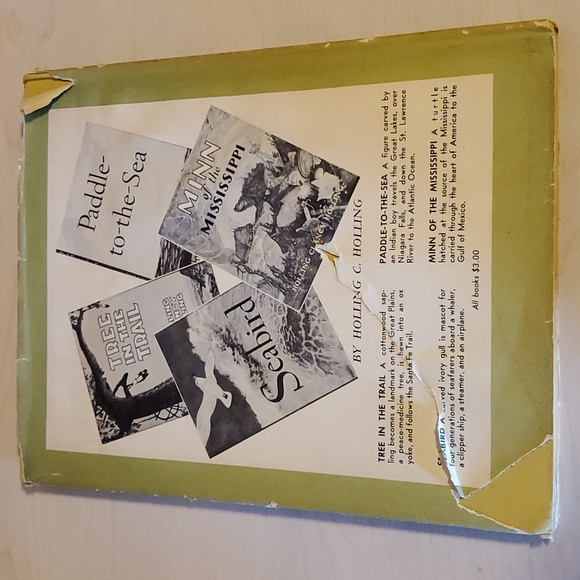 Paddle-
to-the-Sea
MINN
of the
MISSISSIPPI
HOLLING C. HOLLING
TREE
IN THE
TRAIL
Seabird
BY HOLLING C. HOLLING
TREE IN THE TRAIL A cottonwood sap-
ling becomes a landmark on the Great Plains,
a peace-medicine tree, is hewn into an ox
yoke, and follows the Santa Fe Trail.
SEABIRD A carved ivory gull is mascot for
four generations of seafarers aboard a whaler,
a clipper ship, a steamer, and an airplane.
PADDLE-TO-THE-SEA A figure carved by
an Indian boy travels the Great Lakes, over
Niagara Falls, and down the St. Lawrence
River to the Atlantic Ocean.
MINN OF THE MISSISSIPPI A turtle
hatched at the source of the Mississippi is
carried through the heart of America to the
Gulf of Mexico.
All books $3.00